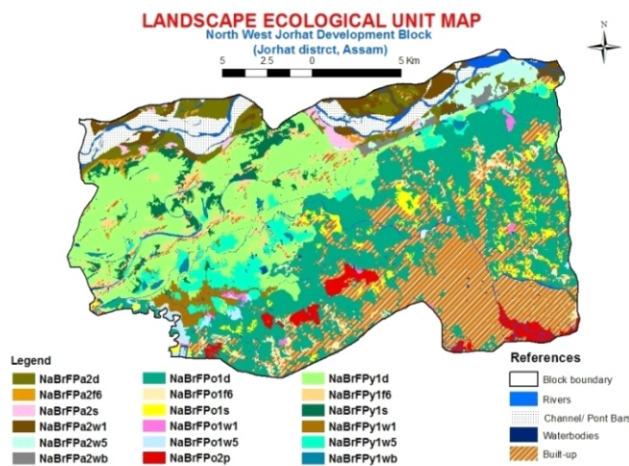 LANDSCAPE ECOLOGICAL UNIT MAP
North West Jorhat Development Block
(Jorhat distrct, Assam)
5 2.5 0 5 Km
N
Legend
NaBrFPa2d
NaBrFPa2f6
NaBrFPa2s
NaBrFPa2w1
NaBrFPa2w5
NaBrFPa2wb
NaBrFPo1d
NaBrFPo1f6
NaBrFPo1s
NaBrFPo1w1
NaBrFPo1w5
NaBrFPo2p
NaBrFPy1d
NaBrFPy1f6
NaBrFPy1s
NaBrFPy1w1
NaBrFPy1w5
NaBrFPy1wb
References
Block boundary
Rivers
Channel/ Pont Bars
Waterbodies
Built-up